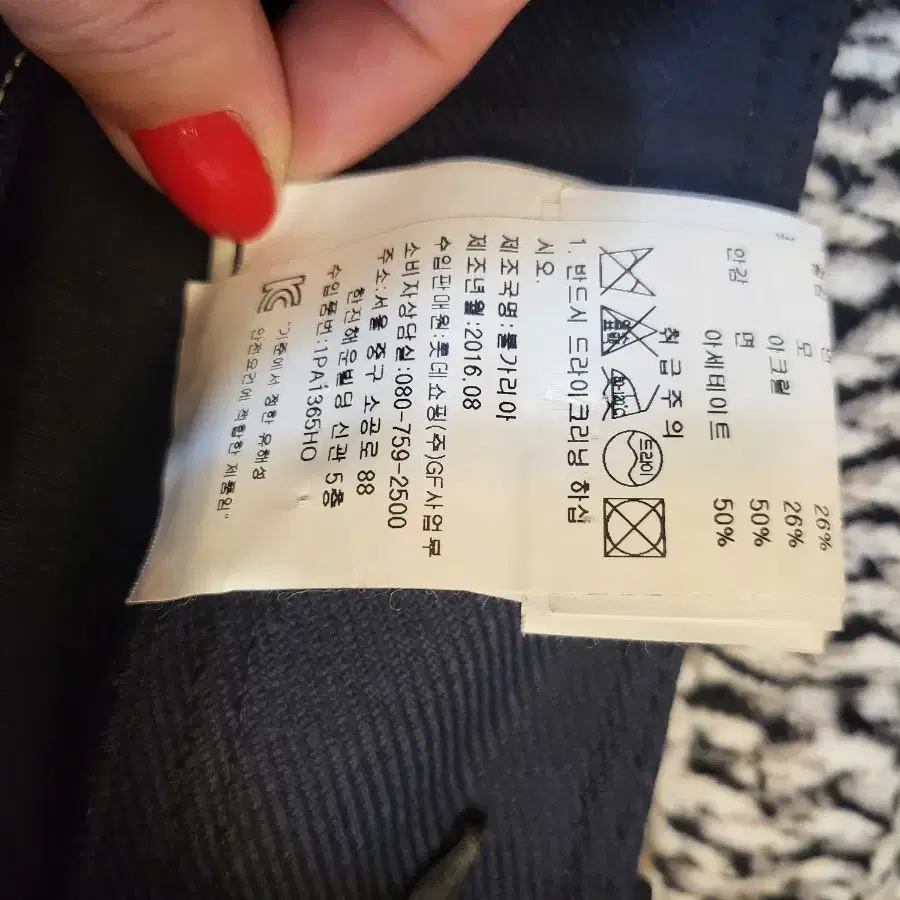 모 26%
아크릴 26%
안감 면 50%
아세테이트 50%
취급주의
드라이
1. 반드시 드라이크리닝 하십
시오.
제조국명:불가리아
제조년월:2016.08
수입판매원:롯데쇼핑(주)GF사업부
소비자상담실:080-759-2500
주소:서울 중구 소공로 88
한진해운빌딩 신관 5층
수입품번:1PA1365HO
"기준에서 정한 유해성
안전요건에 적합한 제품임"